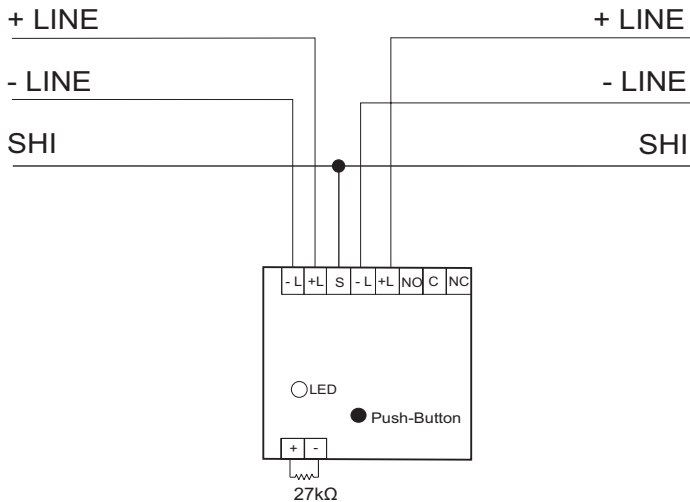 + LINE + LINE
- LINE - LINE
SHI SHI
- L +L S - L +L NO C NC
LED
Push-Button
+ -
27kΩ